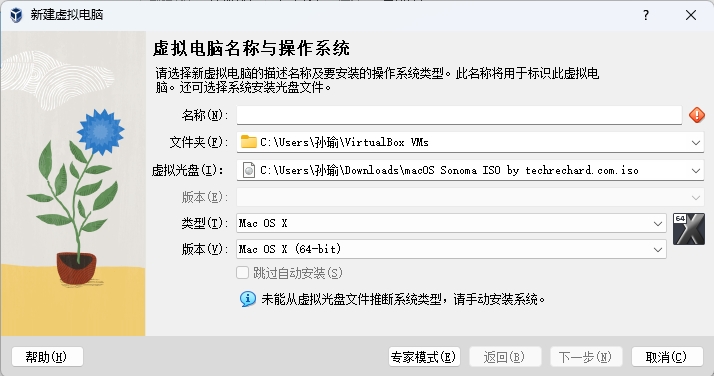 新建虚拟电脑
虚拟电脑名称与操作系统
请选择新虚拟电脑的描述名称及要安装的操作系统类型。此名称将用于标识此虚拟电
脑。还可选择系统安装光盘文件。
名称(N):
文件夹(F): C:\Users\孙瑜\VirtualBox VMs
虚拟光盘(I): C:\Users\孙瑜\Downloads\macOS Sonoma ISO by techrechard.com.iso
版本(E):
类型(T): Mac OS X
64
版本(V): Mac OS X (64-bit)
跳过自动安装(S)
未能从虚拟光盘文件推断系统类型，请手动安装系统。
帮助(H) 专家模式(E) 返回(B) 下一步(N) 取消(C)